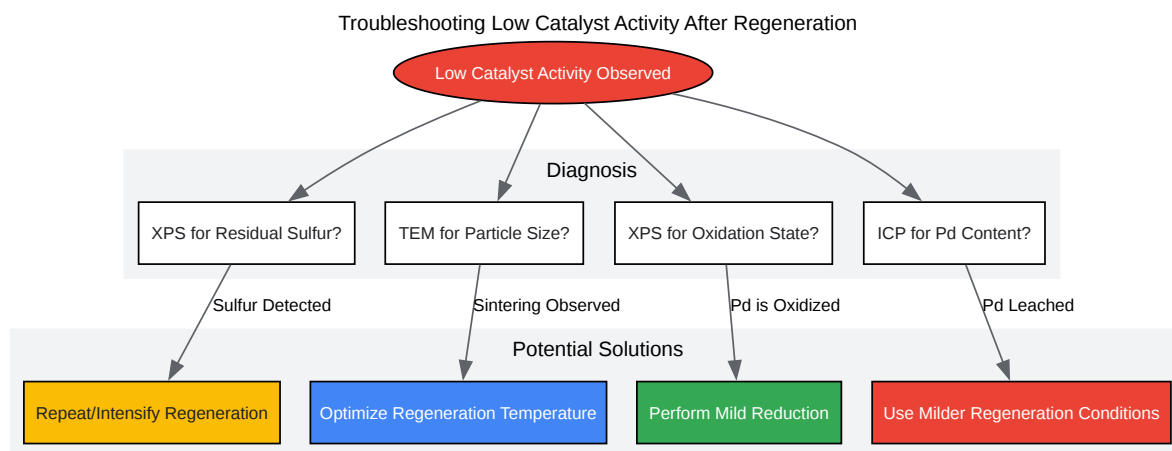 Troubleshooting Low Catalyst Activity After Regeneration
Low Catalyst Activity Observed
Diagnosis
XPS for Residual Sulfur?
TEM for Particle Size?
XPS for Oxidation State?
ICP for Pd Content?
Sulfur Detected
Sintering Observed
Pd is Oxidized
Pd Leached
Potential Solutions
Repeat/Intensify Regeneration
Optimize Regeneration Temperature
Perform Mild Reduction
Use Milder Regeneration Conditions